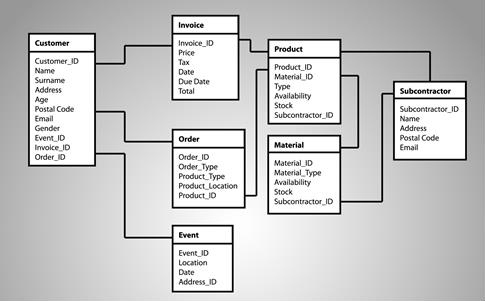 Customer
Customer_ID
Name
Surname
Address
Age
Postal Code
Email
Gender
Event_ID
Invoice_ID
Order_ID
Invoice
Invoice_ID
Price
Tax
Date
Due Date
Total
Order
Order_ID
Order_Type
Product_Type
Product_Location
Product_ID
Event
Event_ID
Location
Date
Address_ID
Product
Product_ID
Material_ID
Type
Availability
Stock
Subcontractor_ID
Material
Material_ID
Material_Type
Availability
Stock
Subcontractor_ID
Subcontractor
Subcontractor_ID
Name
Address
Postal Code
Email